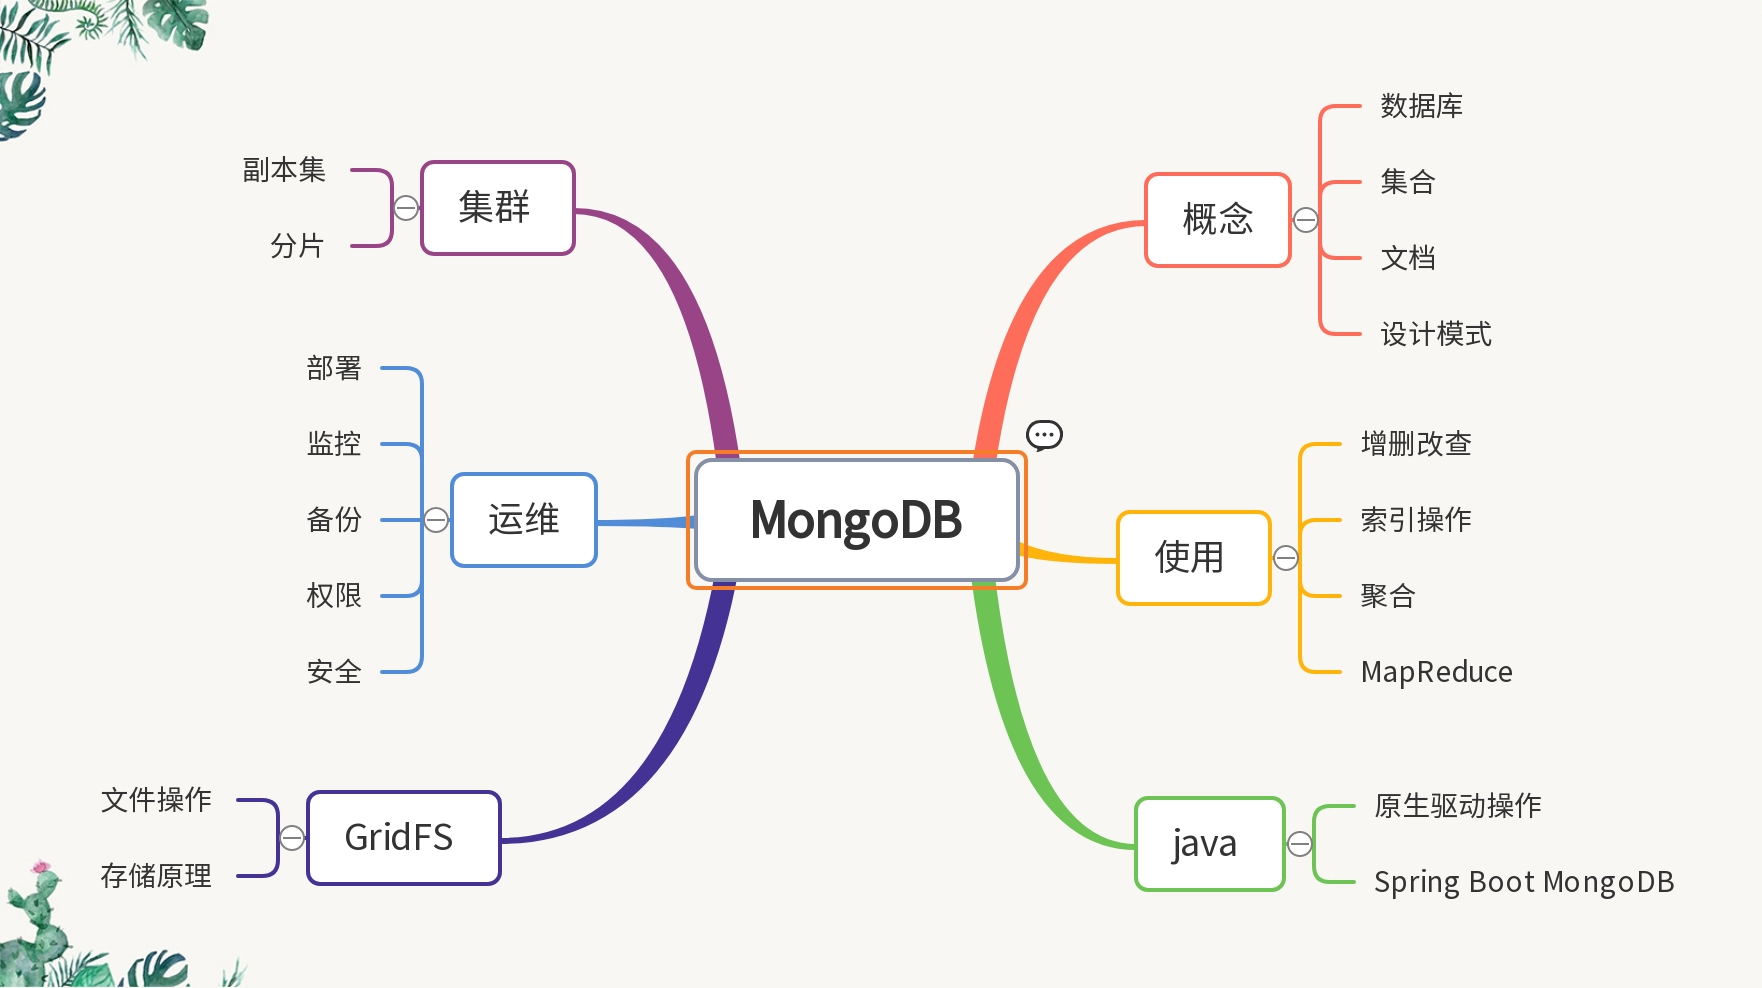 MongoDB
概念
数据库
集合
文档
设计模式
使用
增删改查
索引操作
聚合
MapReduce
java
原生驱动操作
Spring Boot MongoDB
集群
副本集
分片
运维
部署
监控
备份
权限
安全
GridFS
文件操作
存储原理